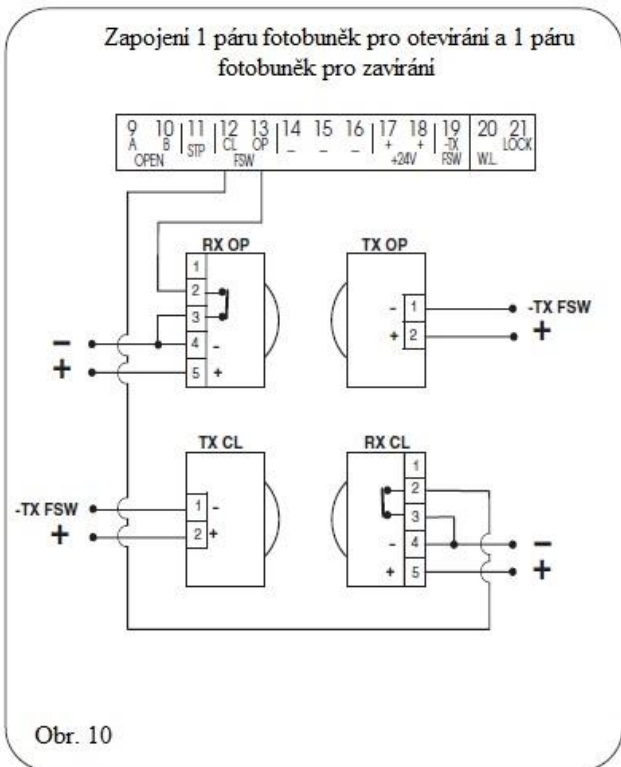 Zapojení 1 páru fotobuněk pro otevírání a 1 páru
fotobuněk pro zavírání
9 10 11 12 13 14 15 16 17 18 19 20 21
A B STP CL OP – – – + + -TX W.L. LOCK
OPEN FSW +24V FSW
RX OP TX OP
1
2
3
4 -
5 +
−
+
- 1 -TX FSW
+ 2 +
TX CL RX CL
-TX FSW 1 -
+ 2 +
1
2
3
- 4 −
+ 5 +
Obr. 10